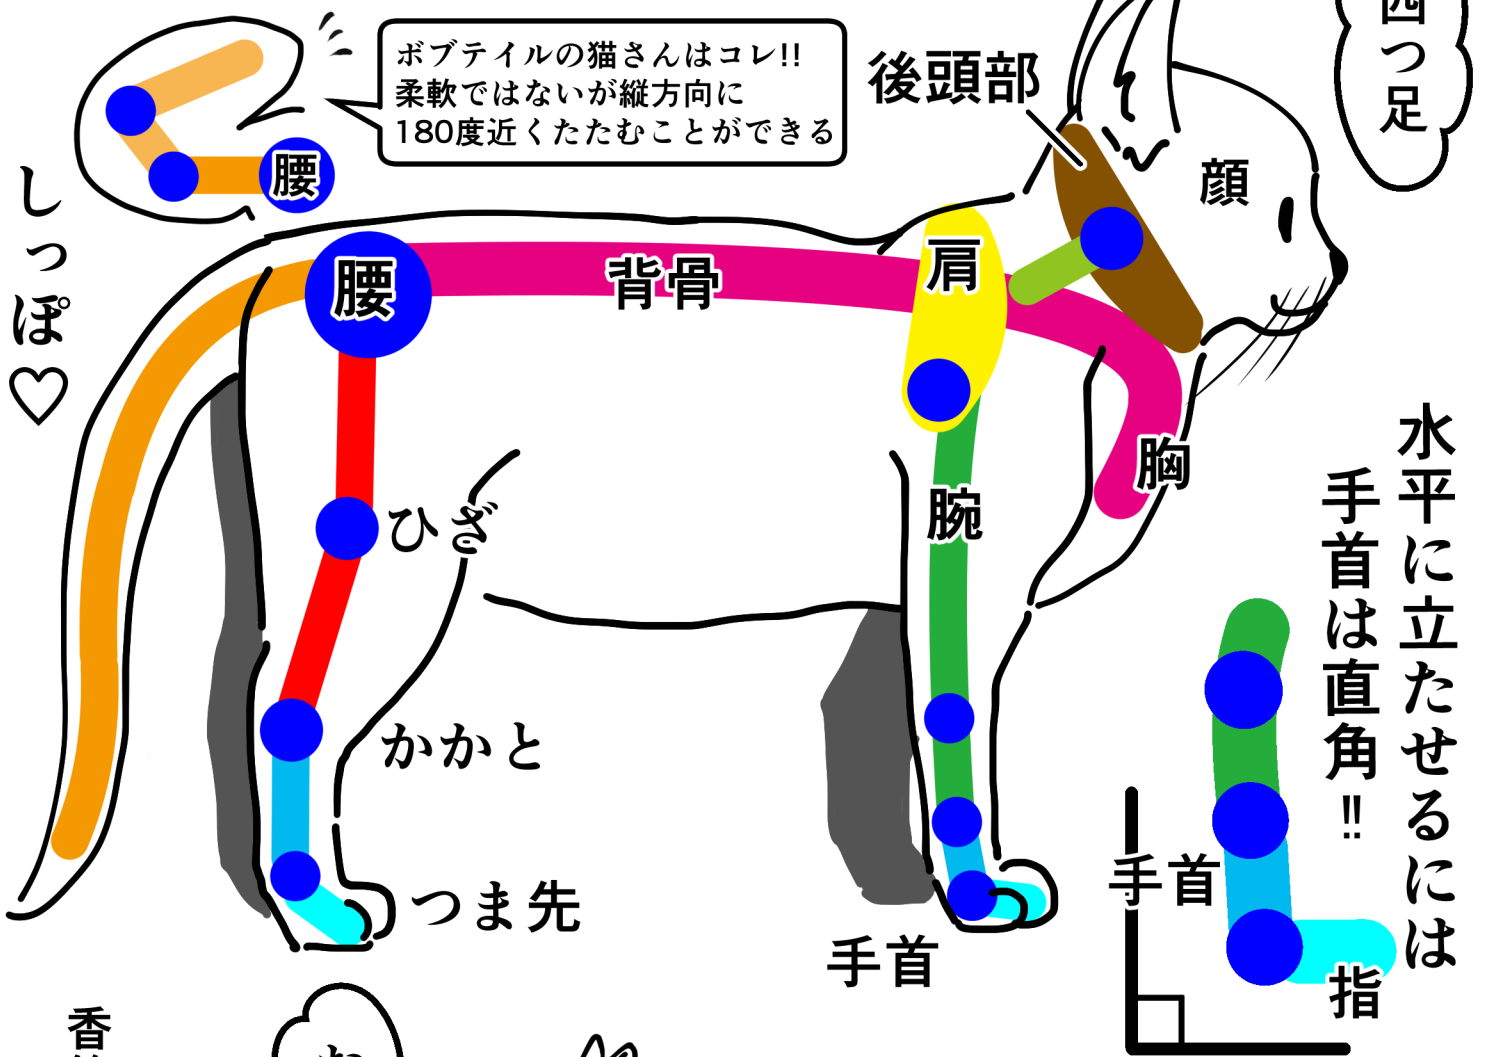 四つ足
ボブテイルの猫さんはコレ!!
柔軟ではないが縦方向に
180度近くたたむことができる
後頭部
顔
腰
しっぽ♡
腰
背骨
肩
胸
腕
ひざ
かかと
つま先
手首
水平に立たせるには
手首は直角!!
手首
指
香